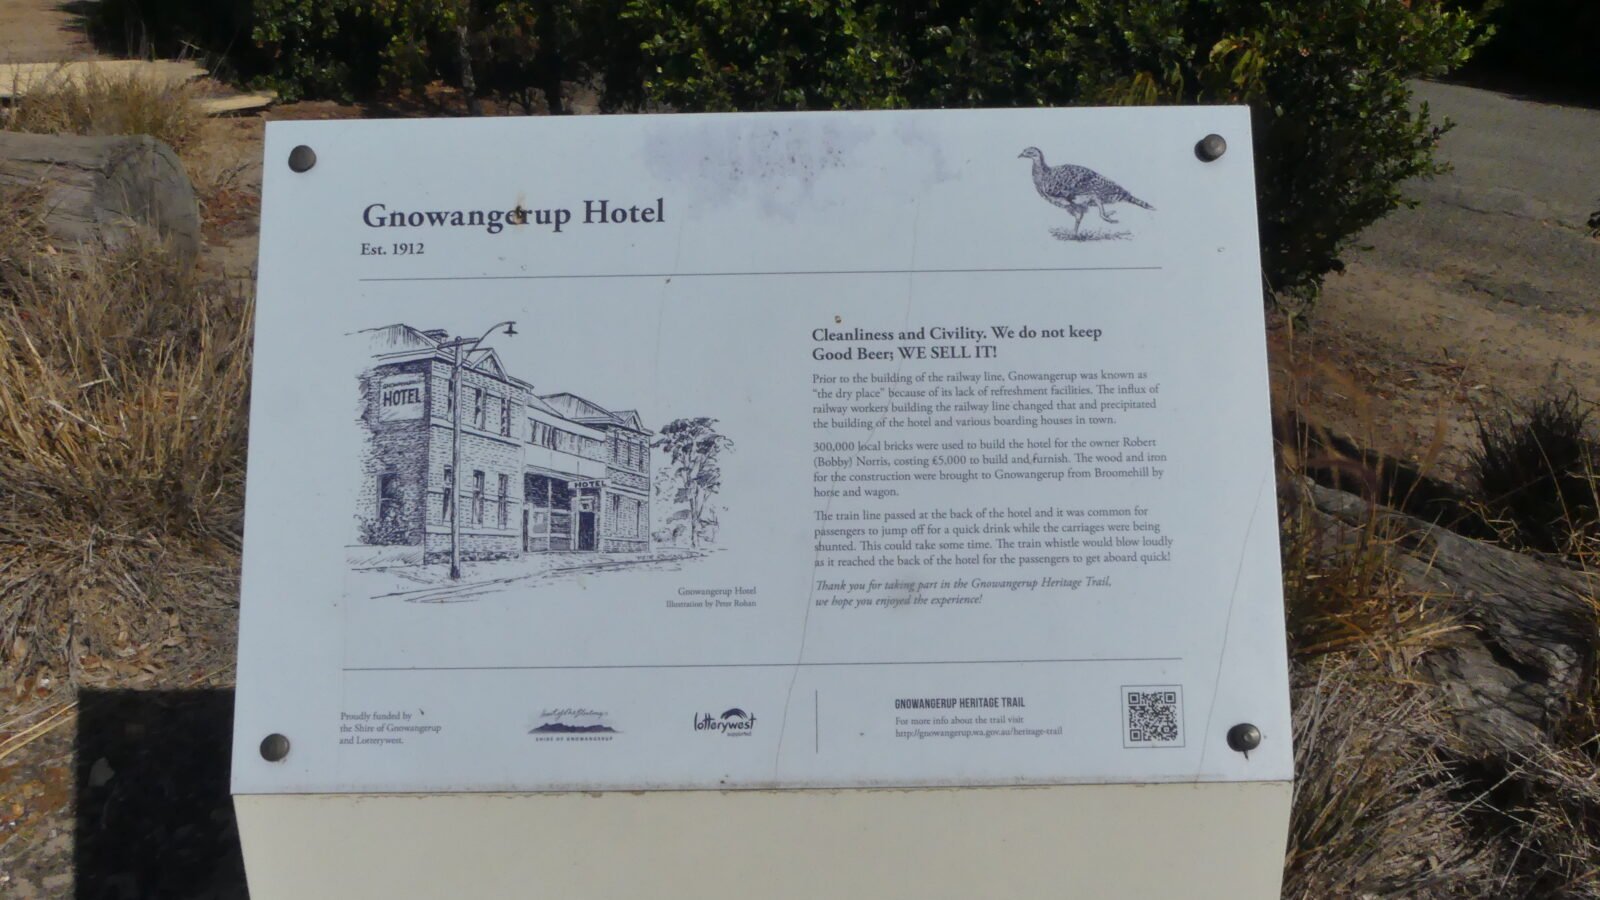 Gnowangerup Hotel
Est. 1912
GNOWANGERUP
HOTEL
HOTEL
Gnowangerup Hotel
Illustration by Peter Rohan
Cleanliness and Civility. We do not keep
Good Beer; WE SELL IT!
Prior to the building of the railway line, Gnowangerup was known as
“the dry place” because of its lack of refreshment facilities. The influx of
railway workers building the railway line changed that and precipitated
the building of the hotel and various boarding houses in town.
300,000 local bricks were used to build the hotel for the owner Robert
(Bobby) Norris, costing £5,000 to build and furnish. The wood and iron
for the construction were brought to Gnowangerup from Broomehill by
horse and wagon.
The train line passed at the back of the hotel and it was common for
passengers to jump off for a quick drink while the carriages were being
shunted. This could take some time. The train whistle would blow loudly
as it reached the back of the hotel for the passengers to get aboard quick!
Thank you for taking part in the Gnowangerup Heritage Trail,
we hope you enjoyed the experience!
Proudly funded by
the Shire of Gnowangerup
and Lotterywest.
SHIRE OF GNOWANGERUP
lotterywest
supported
GNOWANGERUP HERITAGE TRAIL
For more info about the trail visit
http://gnowangerup.wa.gov.au/heritage-trail